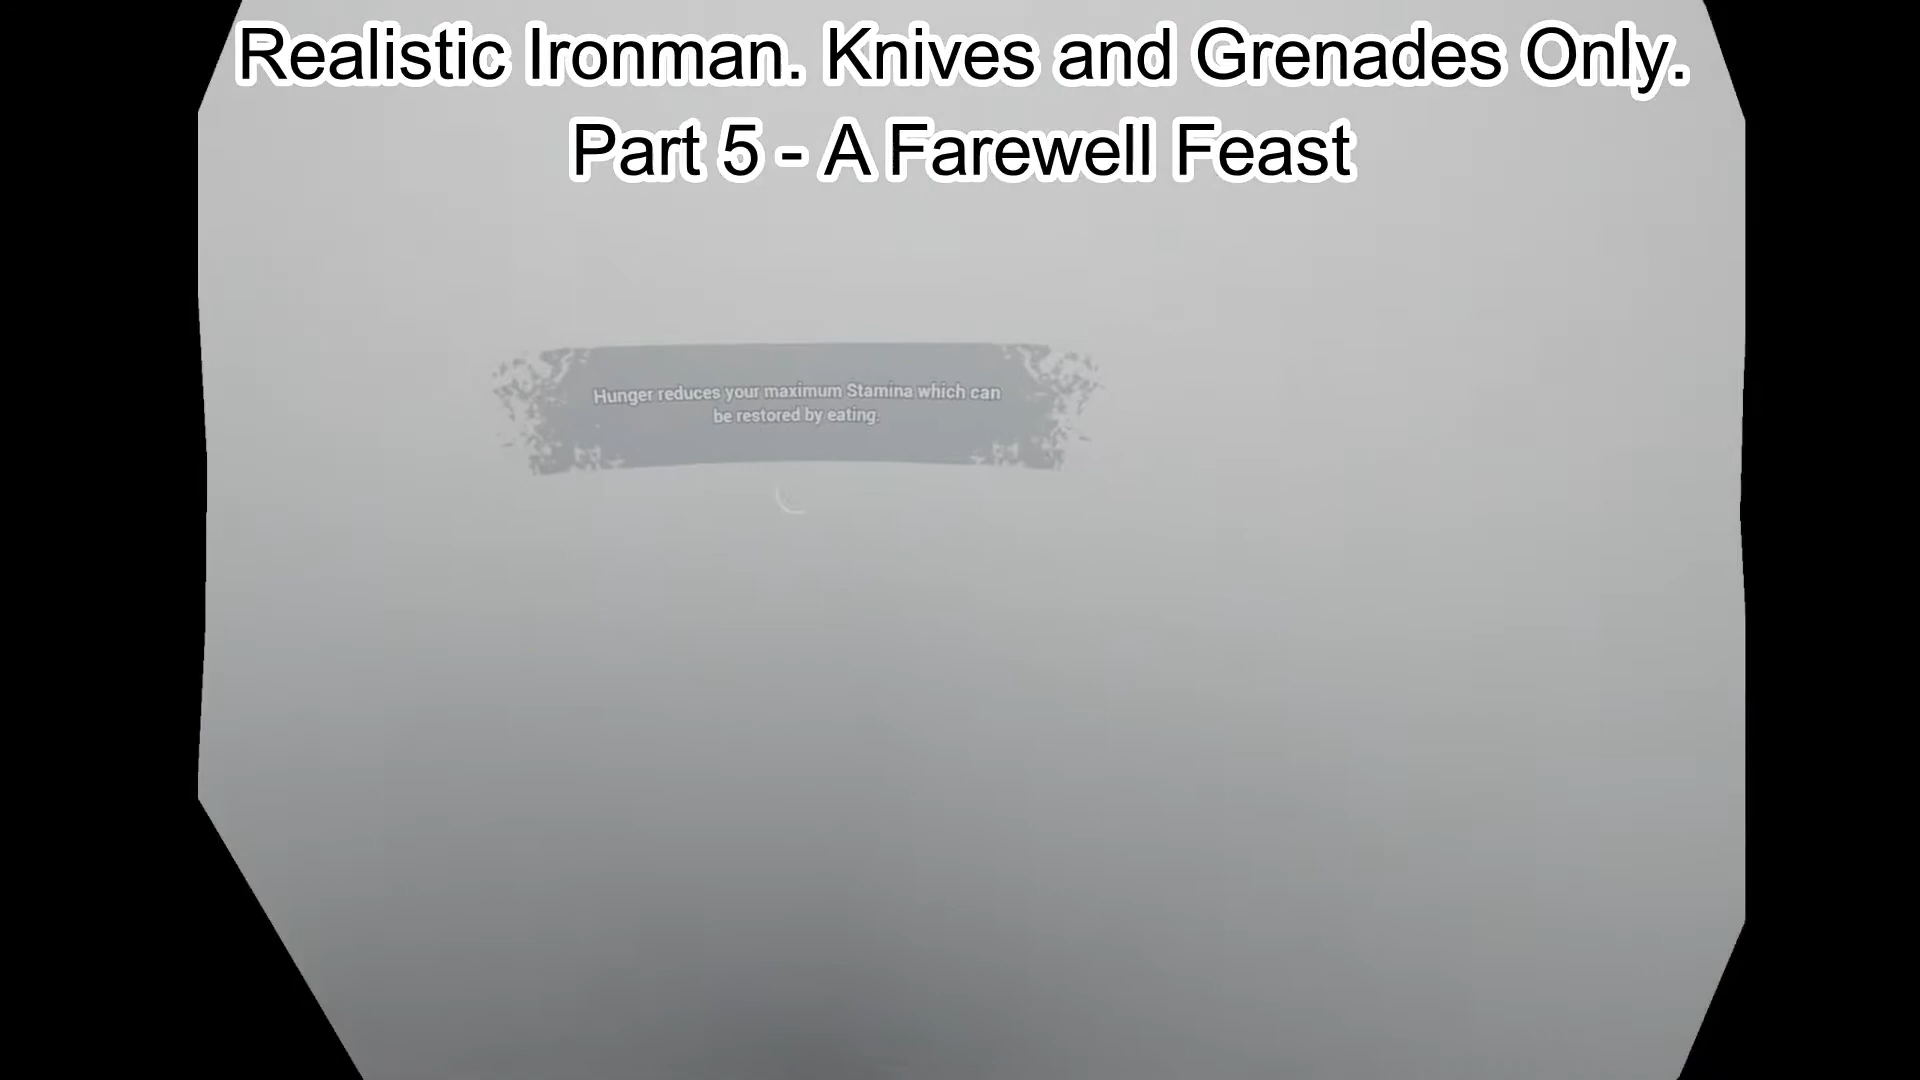 Realistic Ironman. Knives and Grenades Only.
Part 5 - A Farewell Feast
Hunger reduces your maximum Stamina which can
be restored by eating.